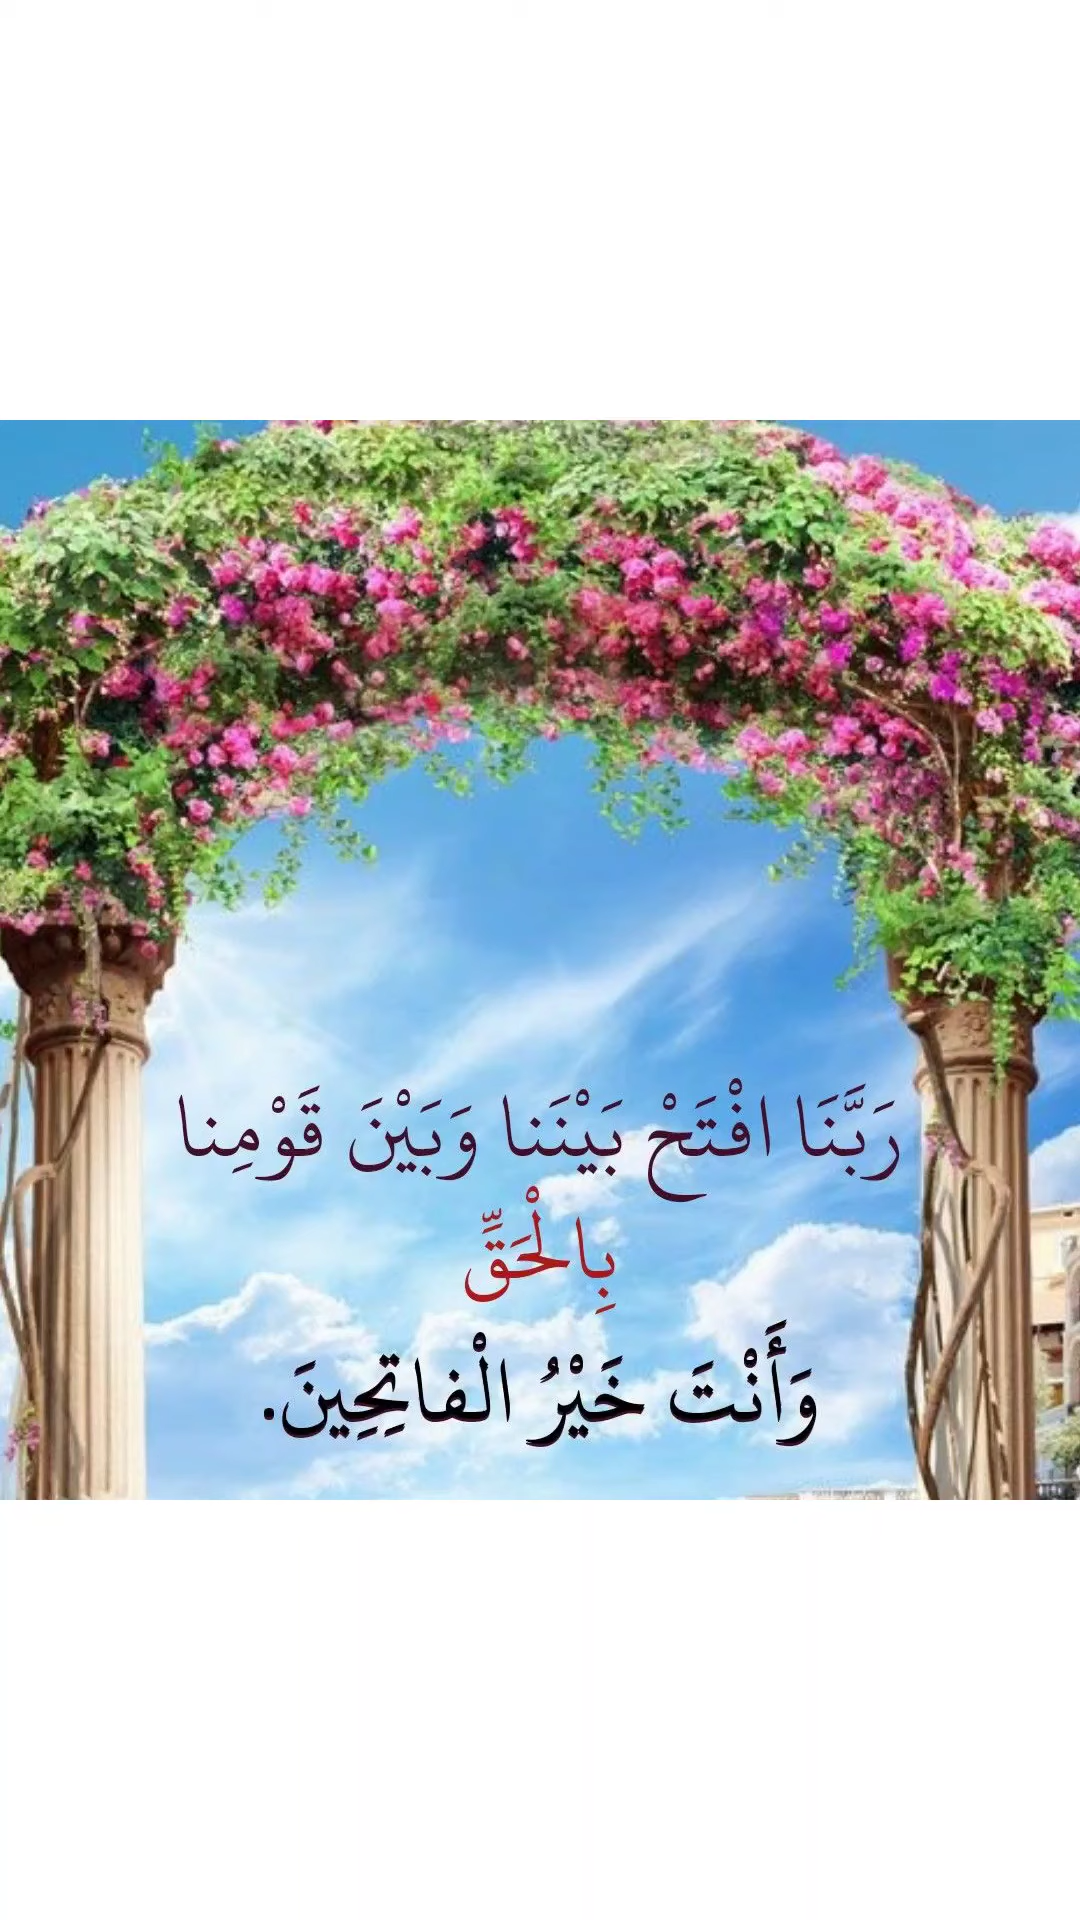 رَبَّنَا افْتَحْ بَيْنَنا وَبَيْنَ قَوْمِنا
بِالْحَقِّ
وَأَنْتَ خَيْرُ الْفاتِحِينَ.